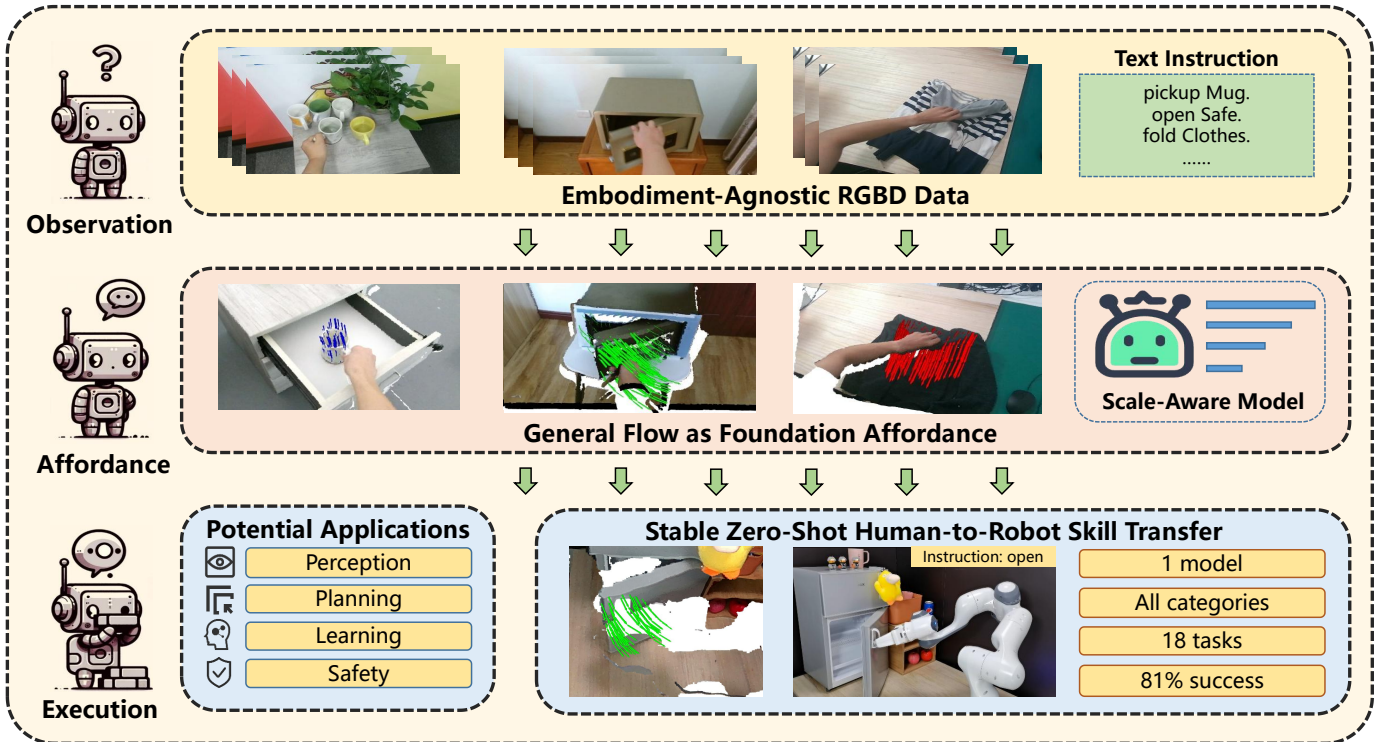 Text Instruction
pickup Mug.
open Safe.
fold Clothes.
......
Embodiment-Agnostic RGBD Data
Observation
Scale-Aware Model
General Flow as Foundation Affordance
Affordance
Potential Applications
Perception
Planning
Learning
Safety
Stable Zero-Shot Human-to-Robot Skill Transfer
Instruction: open
1 model
All categories
18 tasks
81% success
Execution